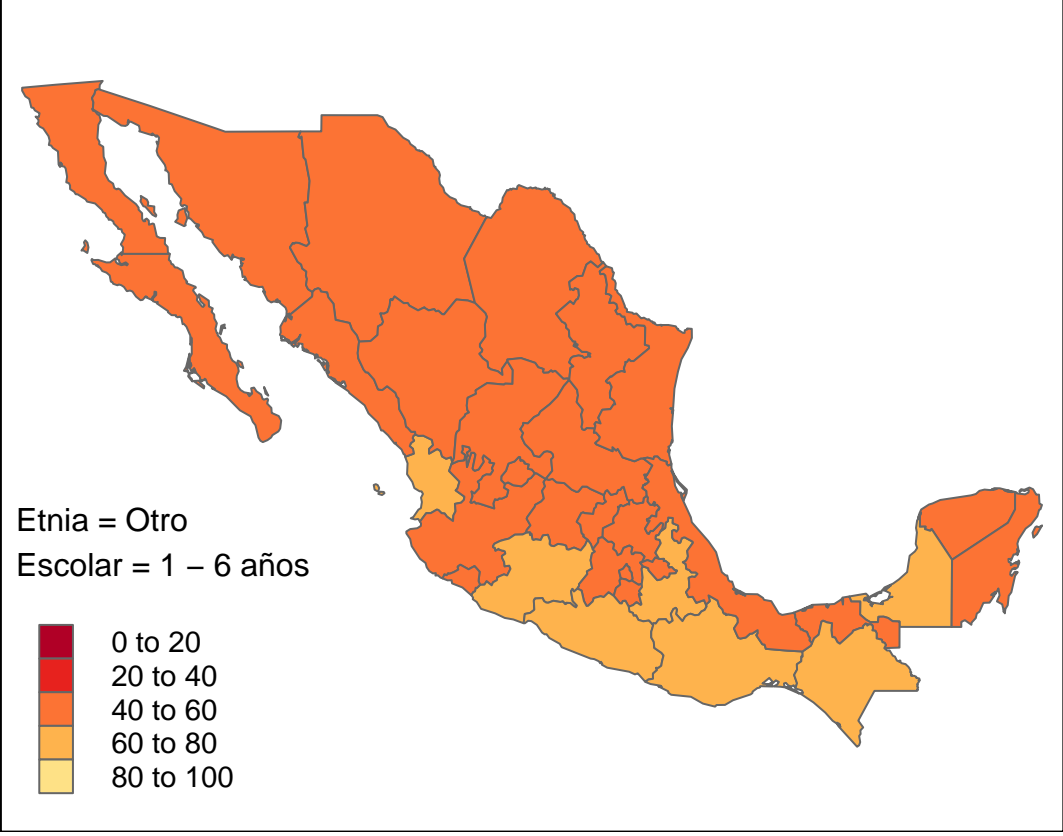 Etnia = Otro
Escolar = 1 – 6 años
0 to 20
20 to 40
40 to 60
60 to 80
80 to 100